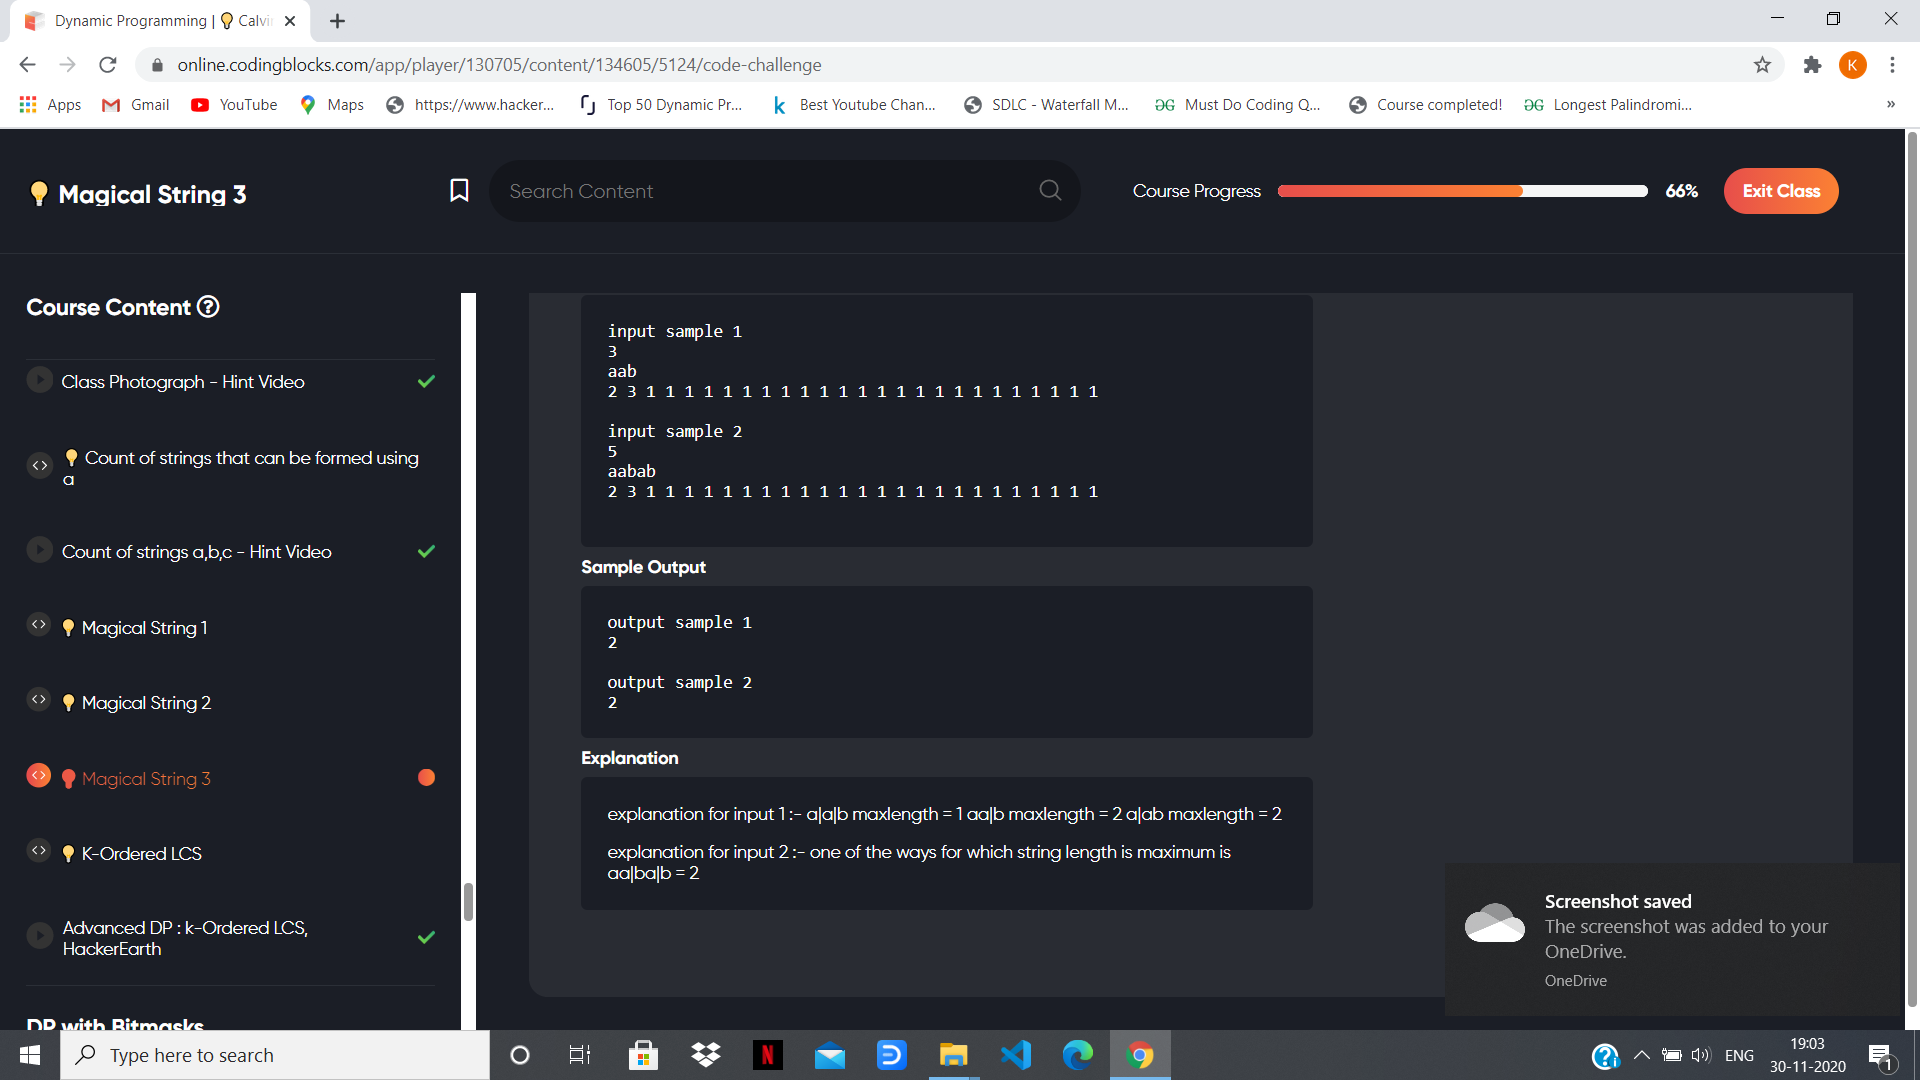 Dynamic Programming | Calvi
online.codingblocks.com/app/player/130705/content/134605/5124/code-challenge
K
Apps
Gmail
YouTube
Maps
https://www.hacker...
Top 50 Dynamic Pr...
Best Youtube Chan...
SDLC - Waterfall M...
Must Do Coding Q...
Course completed!
Longest Palindromi...
»
Magical String 3
Search Content
Course Progress
66%
Exit Class
Course Content
Class Photograph - Hint Video
Count of strings that can be formed using
a
Count of strings a,b,c - Hint Video
Magical String 1
Magical String 2
Magical String 3
K-Ordered LCS
Advanced DP : k-Ordered LCS,
HackerEarth
DP with Bitmasks
input sample 1
3
aab
2 3 1 1 1 1 1 1 1 1 1 1 1 1 1 1 1 1 1 1 1 1 1 1 1 1
input sample 2
5
aabab
2 3 1 1 1 1 1 1 1 1 1 1 1 1 1 1 1 1 1 1 1 1 1 1 1 1
Sample Output
output sample 1
2
output sample 2
2
Explanation
explanation for input 1 :- a|a|b maxlength = 1 aa|b maxlength = 2 a|ab maxlength = 2
explanation for input 2 :- one of the ways for which string length is maximum is
aa|ba|b = 2
Screenshot saved
The screenshot was added to your
OneDrive.
OneDrive
Type here to search
ENG
19:03
30-11-2020
1